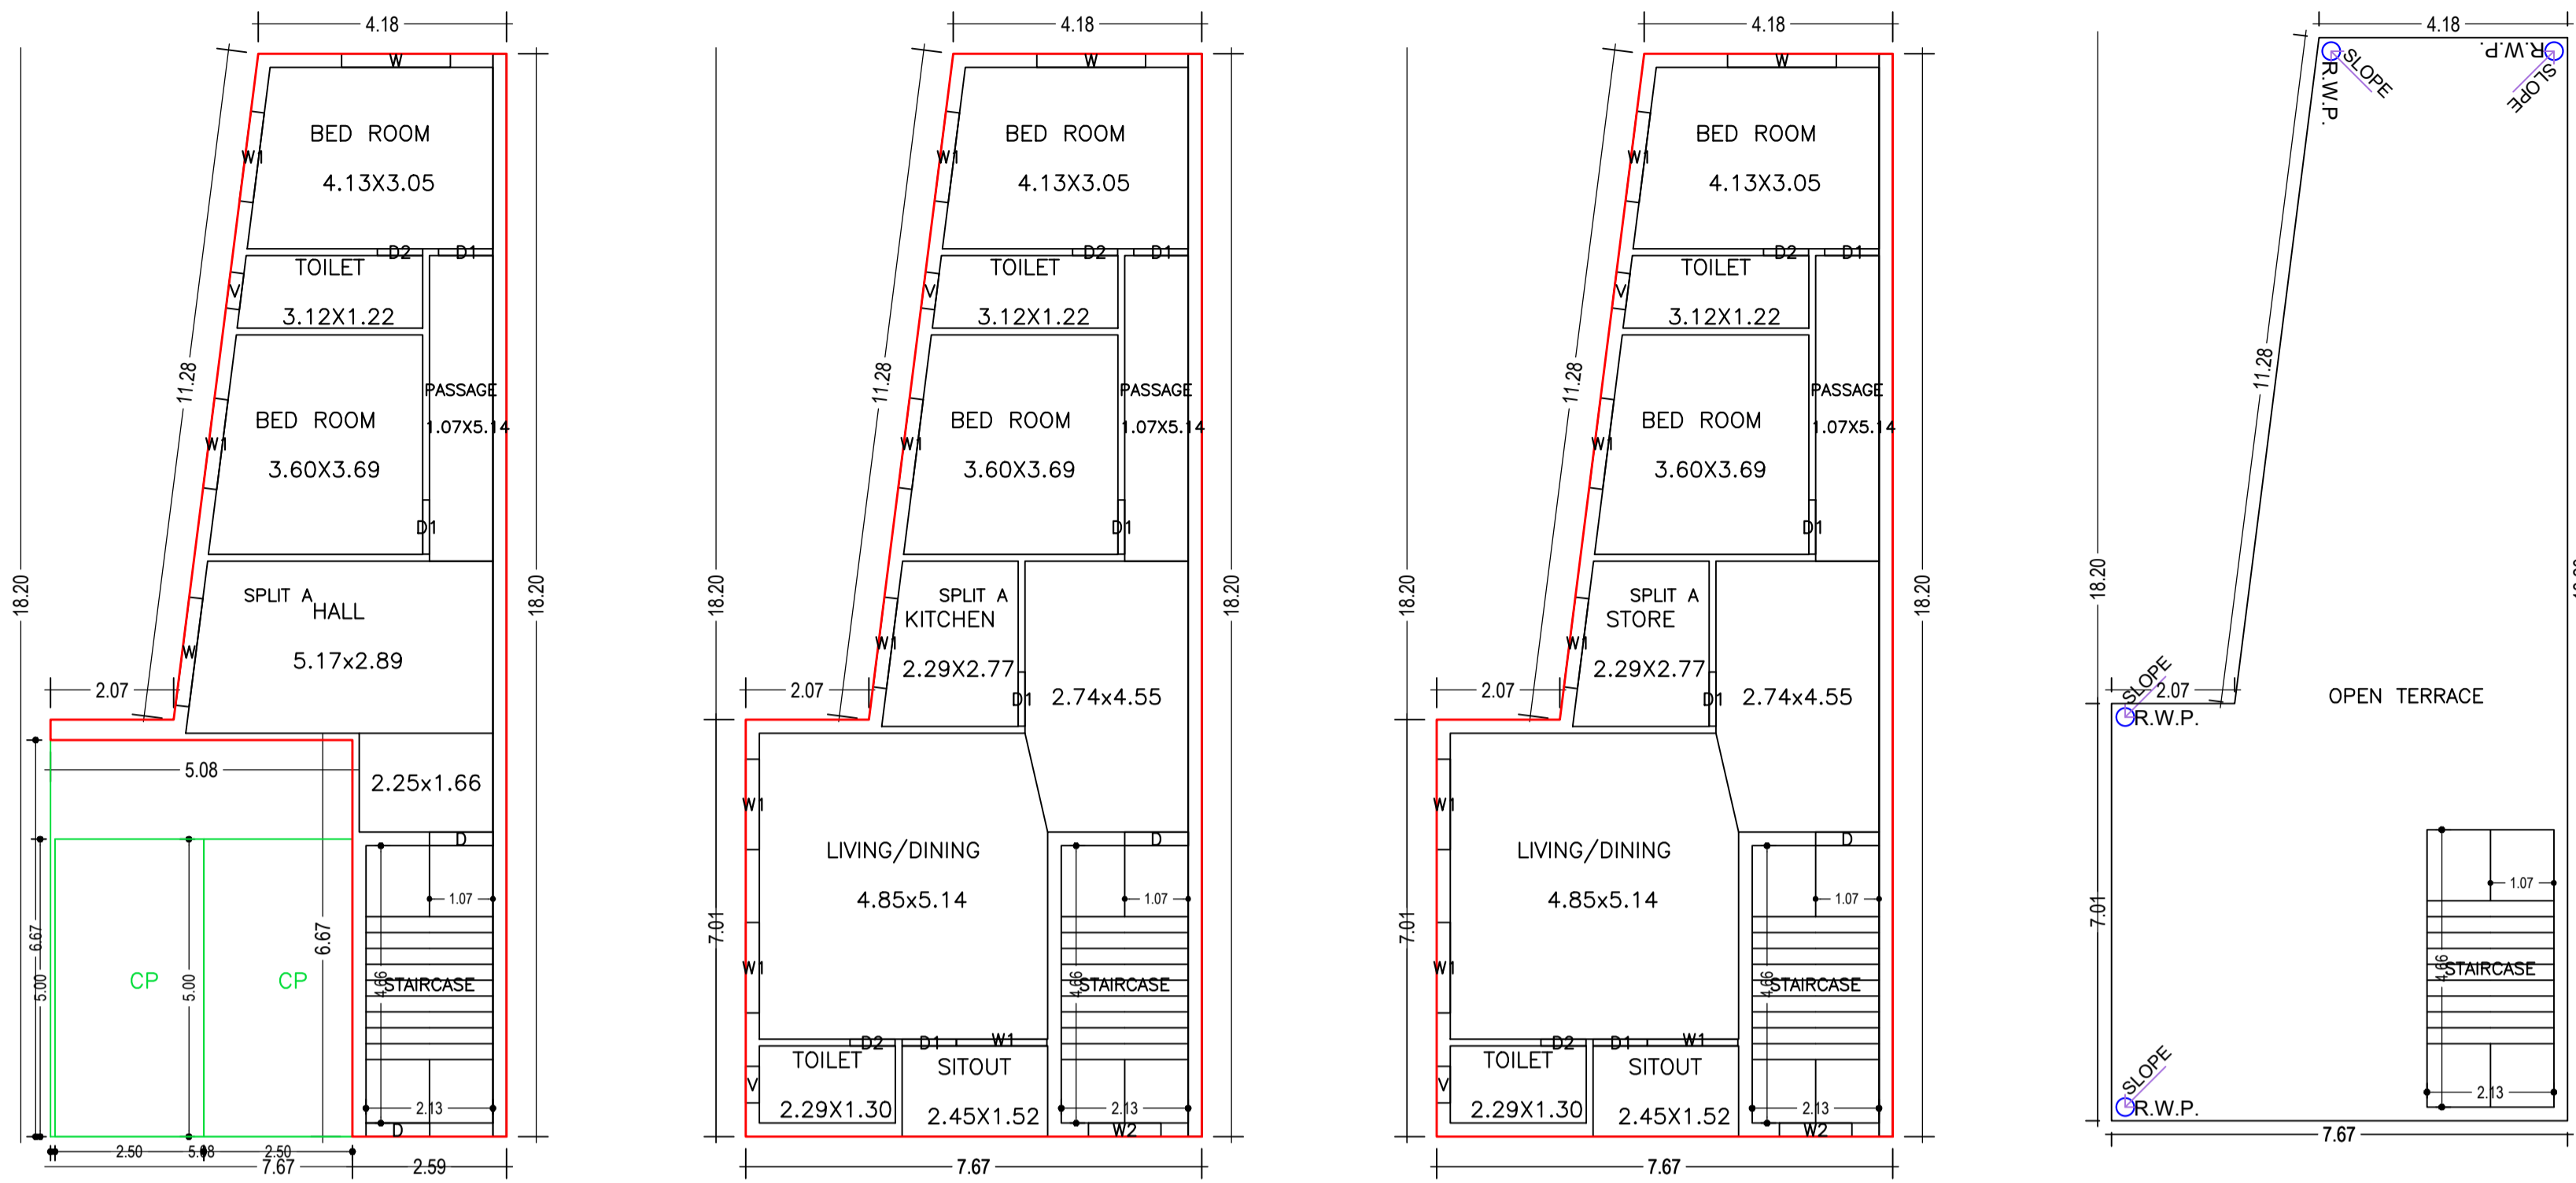 4.18
W
BED ROOM
4.13X3.05
W1
D2
D1
TOILET
3.12X1.22
V
11.28
PASSAGE
1.07X5.14
BED ROOM
3.60X3.69
W1
D1
18.20
18.20
SPLIT A
HALL
5.17x2.89
W
2.07
5.08
2.25x1.66
D
1.07
6.67
6.67
5.00
5.00
CP
CP
4.66
STAIRCASE
2.13
D
2.50
5.08
2.50
7.67
2.59
4.18
W
BED ROOM
4.13X3.05
W1
D2
D1
TOILET
3.12X1.22
V
11.28
PASSAGE
1.07X5.14
BED ROOM
3.60X3.69
W1
D1
18.20
18.20
SPLIT A
KITCHEN
2.29X2.77
W1
D1
2.07
2.74x4.55
W1
LIVING/DINING
4.85x5.14
D
1.07
7.01
W1
4.66
STAIRCASE
D2
D1
W1
TOILET
2.29X1.30
V
SITOUT
2.45X1.52
2.13
W2
7.67
4.18
W
BED ROOM
4.13X3.05
W1
D2
D1
TOILET
3.12X1.22
V
11.28
PASSAGE
1.07X5.14
BED ROOM
3.60X3.69
W1
D1
18.20
18.20
SPLIT A
STORE
2.29X2.77
W1
D1
2.07
2.74x4.55
W1
LIVING/DINING
4.85x5.14
D
1.07
7.01
W1
4.66
STAIRCASE
D2
D1
W1
TOILET
2.29X1.30
V
SITOUT
2.45X1.52
2.13
W2
7.67
4.18
R.W.P.
SLOPE
R.W.P.
SLOPE
11.28
18.20
SLOPE
2.07
R.W.P.
OPEN TERRACE
1.07
7.01
4.66
STAIRCASE
SLOPE
R.W.P.
2.13
7.67